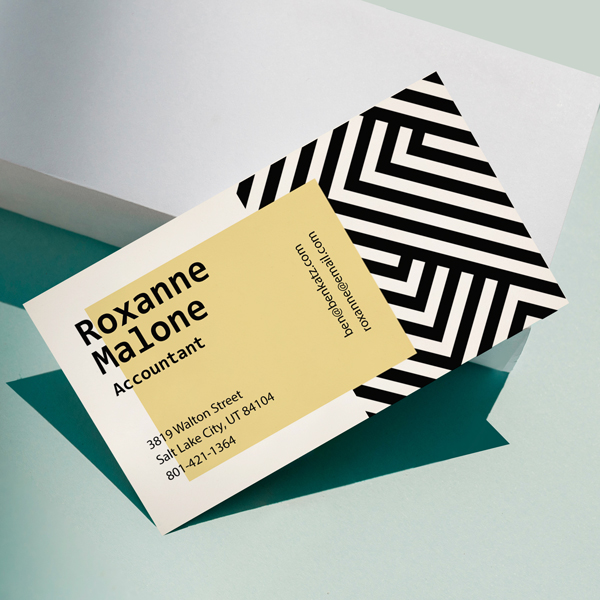 Roxanne
Malone
Accountant
3819 Walton Street
Salt Lake City, UT 84104
801-421-1364
ben@benkatz.com
roxanne@email.com